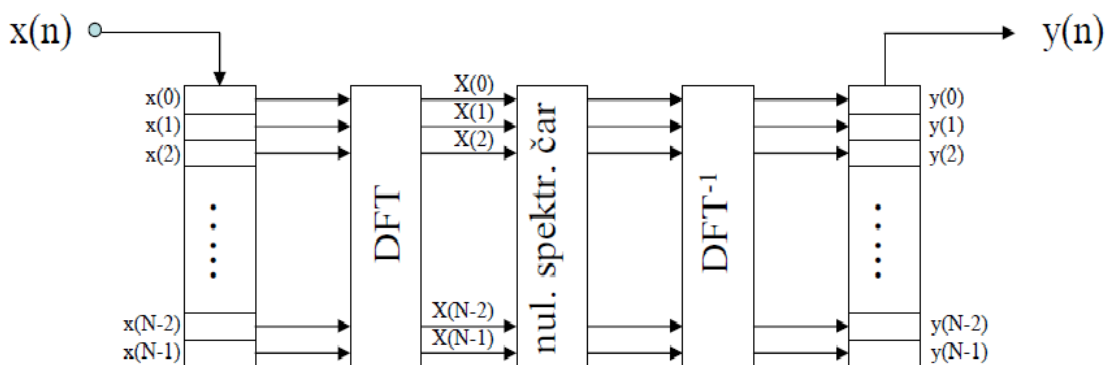 x(n)
y(n)
x(0)
x(1)
x(2)
.....
x(N-2)
x(N-1)
DFT
X(0)
X(1)
X(2)
X(N-2)
X(N-1)
nul. spektr. čar
DFT⁻¹
.....
y(0)
y(1)
y(2)
y(N-2)
y(N-1)